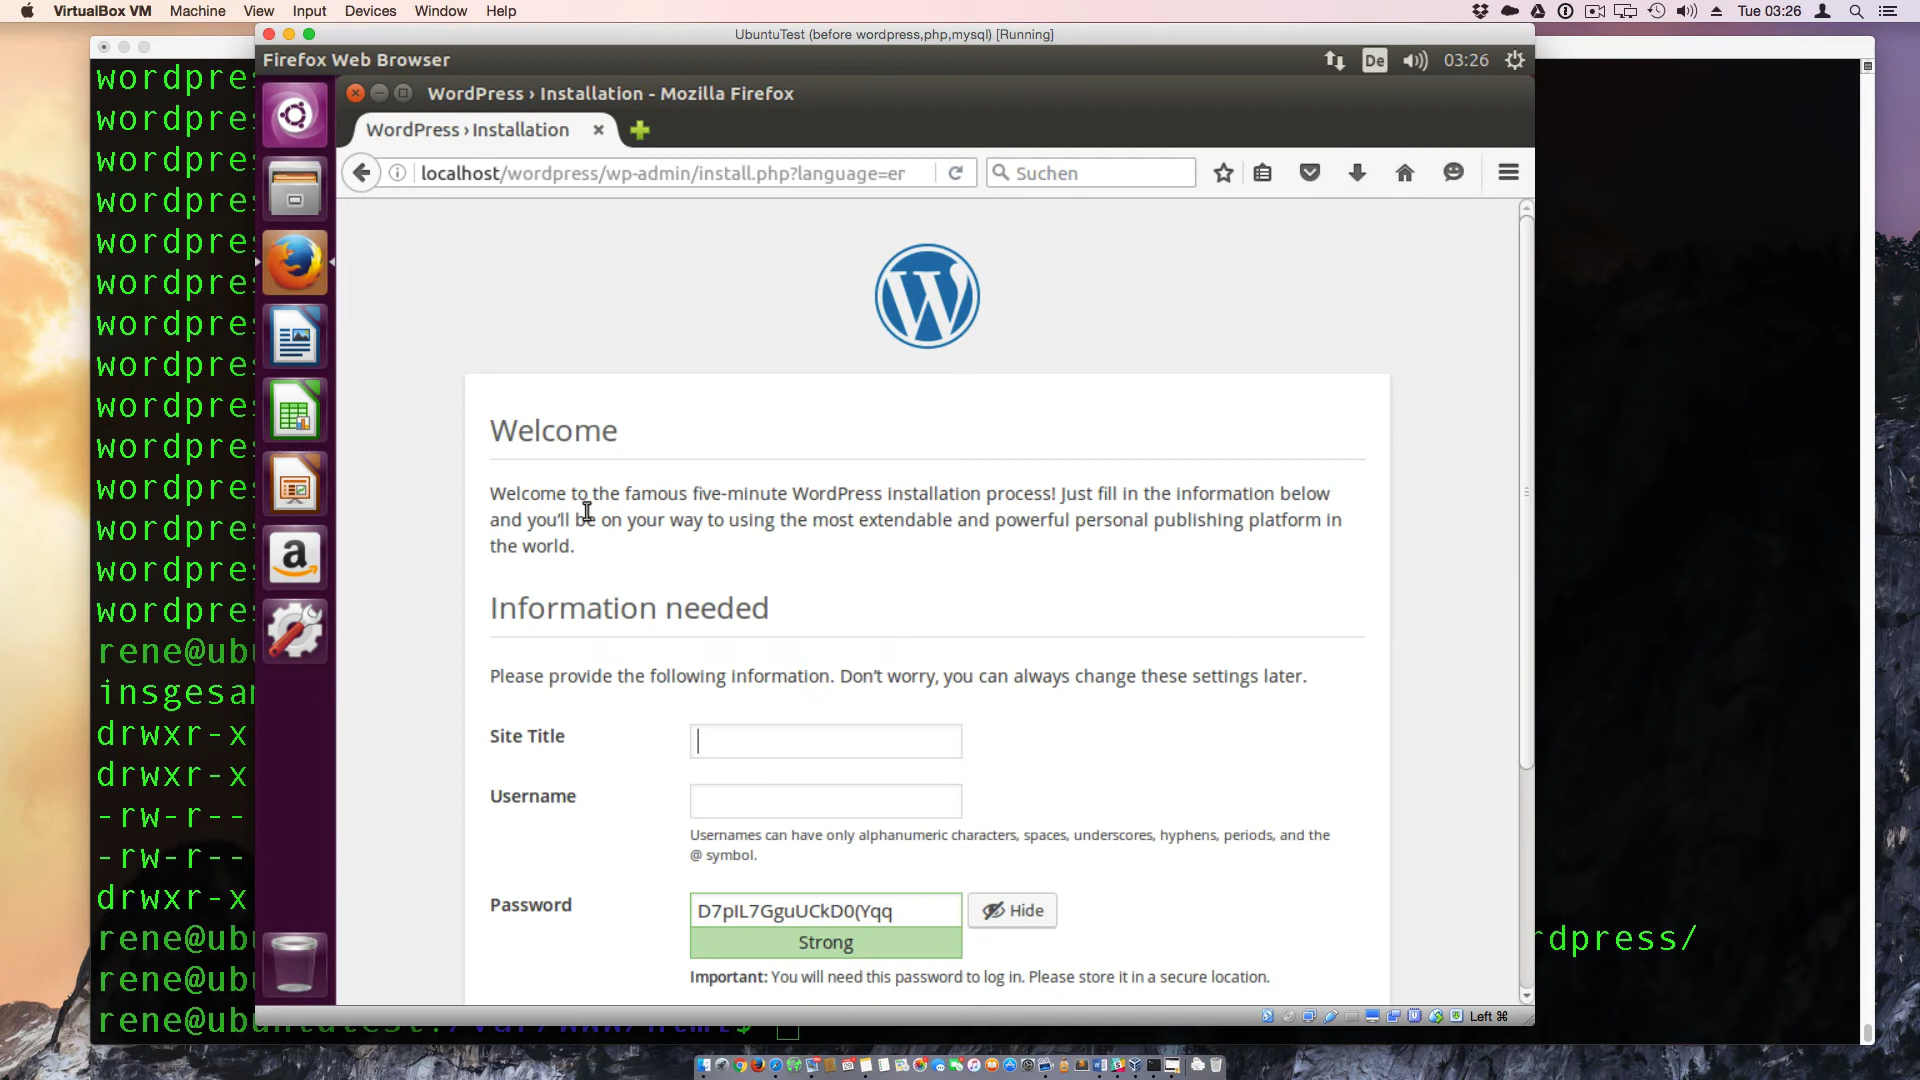 VirtualBox VM Machine View Input Devices Window Help Tue 03:26
UbuntuTest (before wordpress,php,mysql) [Running]
Firefox Web Browser De 03:26
WordPress › Installation - Mozilla Firefox
WordPress › Installation
localhost/wordpress/wp-admin/install.php?language=er Suchen
Welcome
Welcome to the famous five-minute WordPress installation process! Just fill in the information below
and you'll be on your way to using the most extendable and powerful personal publishing platform in
the world.
Information needed
Please provide the following information. Don't worry, you can always change these settings later.
Site Title
Username
Usernames can have only alphanumeric characters, spaces, underscores, hyphens, periods, and the
@ symbol.
Password D7pIL7GguUCkD0(Yqq Hide
Strong
Important: You will need this password to log in. Please store it in a secure location.
Left ⌘
wordpre
wordpre
wordpre
wordpre
wordpre
wordpre
wordpre
wordpre
wordpre
wordpre
wordpre
wordpre
wordpre
wordpre
rene@ub
insgesa
drwxr-x
drwxr-x
-rw-r--
-rw-r--
drwxr-x
rene@ub rdpress/
rene@ub
rene@ubuntutest:/var/www/html$